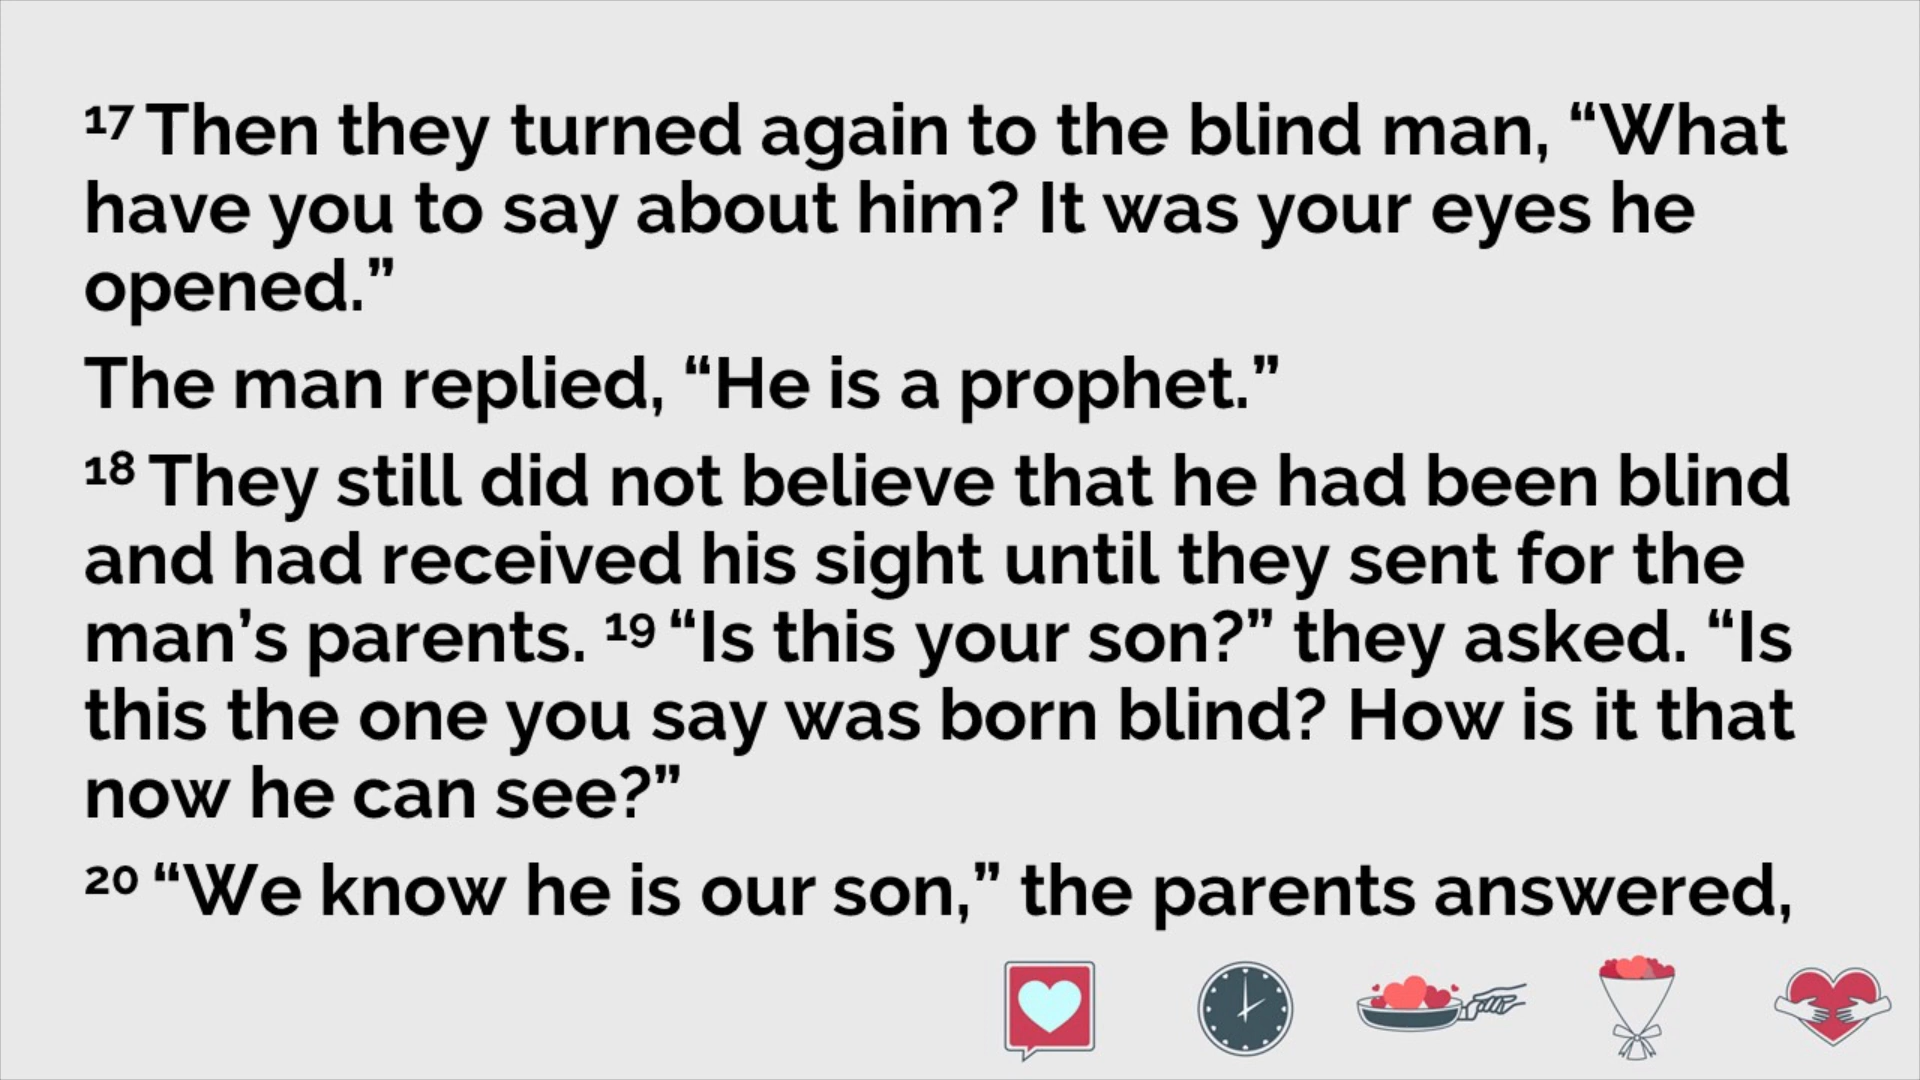 ¹⁷ Then they turned again to the blind man, “What
have you to say about him? It was your eyes he
opened.”
The man replied, “He is a prophet.”
¹⁸ They still did not believe that he had been blind
and had received his sight until they sent for the
man’s parents. ¹⁹ “Is this your son?” they asked. “Is
this the one you say was born blind? How is it that
now he can see?”
²⁰ “We know he is our son,” the parents answered,